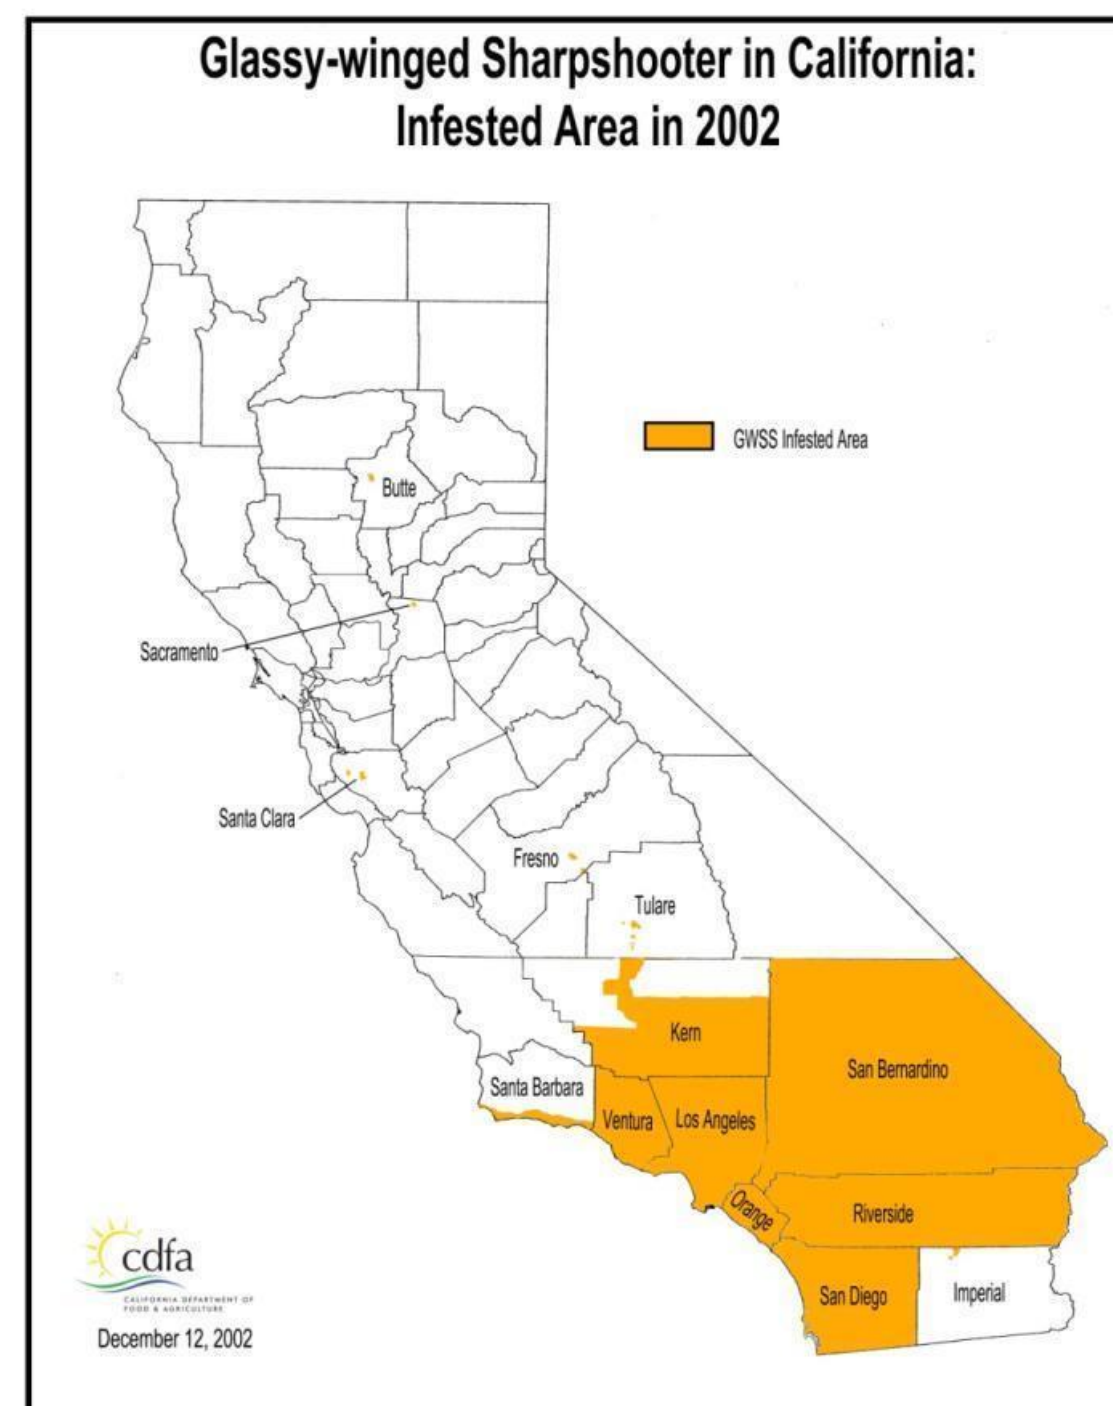 Glassy-winged Sharpshooter in California:
Infested Area in 2002
GWSS Infested Area
Butte
Sacramento
Santa Clara
Fresno
Tulare
Kern
San Bernardino
Santa Barbara
Ventura
Los Angeles
Orange
Riverside
San Diego
Imperial
cdfa
CALIFORNIA DEPARTMENT OF
FOOD & AGRICULTURE
December 12, 2002